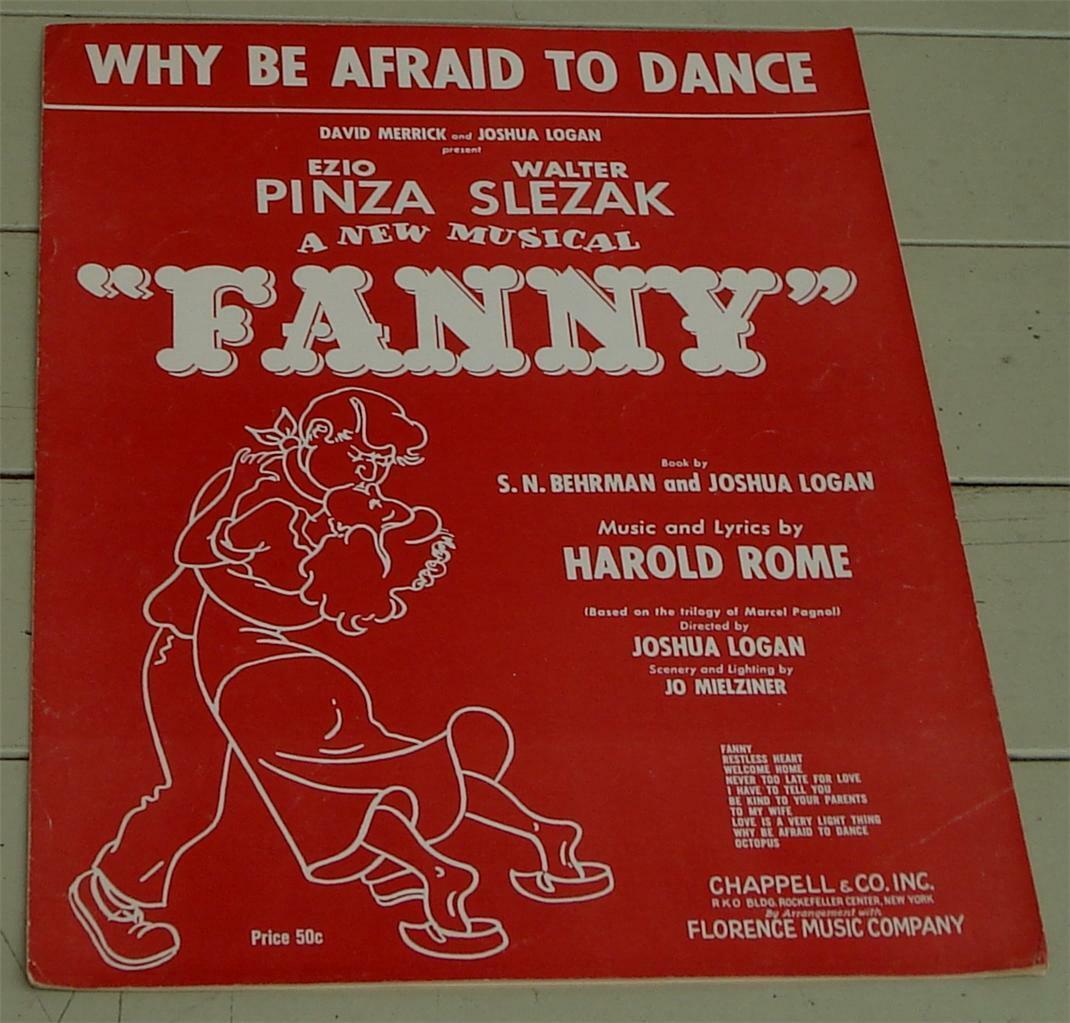 WHY BE AFRAID TO DANCE
DAVID MERRICK and JOSHUA LOGAN
present
EZIO PINZA WALTER SLEZAK
A NEW MUSICAL
"FANNY"
Book by
S. N. BEHRMAN and JOSHUA LOGAN
Music and Lyrics by
HAROLD ROME
(Based on the trilogy of Marcel Pagnol)
Directed by
JOSHUA LOGAN
Scenery and Lighting by
JO MIELZINER
FANNY
RESTLESS HEART
WELCOME HOME
NEVER TOO LATE FOR LOVE
I HAVE TO TELL YOU
BE KIND TO YOUR PARENTS
TO MY WIFE
LOVE IS A VERY LIGHT THING
WHY BE AFRAID TO DANCE
OCTOPUS
CHAPPELL & CO. INC.
RKO BLDG. ROCKEFELLER CENTER, NEW YORK
By Arrangement with
FLORENCE MUSIC COMPANY
Price 50c